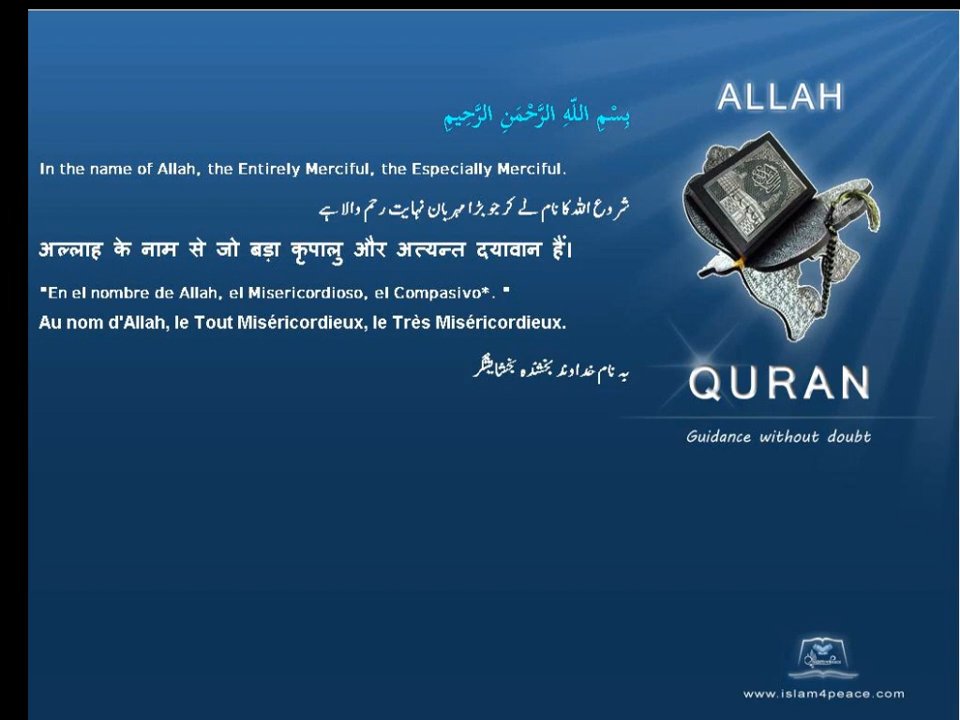 بِسْمِ اللَّهِ الرَّحْمَنِ الرَّحِيمِ
In the name of Allah, the Entirely Merciful, the Especially Merciful.
شروع اللہ کا نام لے کر جو بڑا مہربان نہایت رحم والا ہے
अल्लाह के नाम से जो बड़ा कृपालु और अत्यन्त दयावान हैं।
"En el nombre de Allah, el Misericordioso, el Compasivo*. "
Au nom d'Allah, le Tout Miséricordieux, le Très Miséricordieux.
به نام خداوند بخشنده بخشایشگر
ALLAH
QURAN
Guidance without doubt
www.islam4peace.com